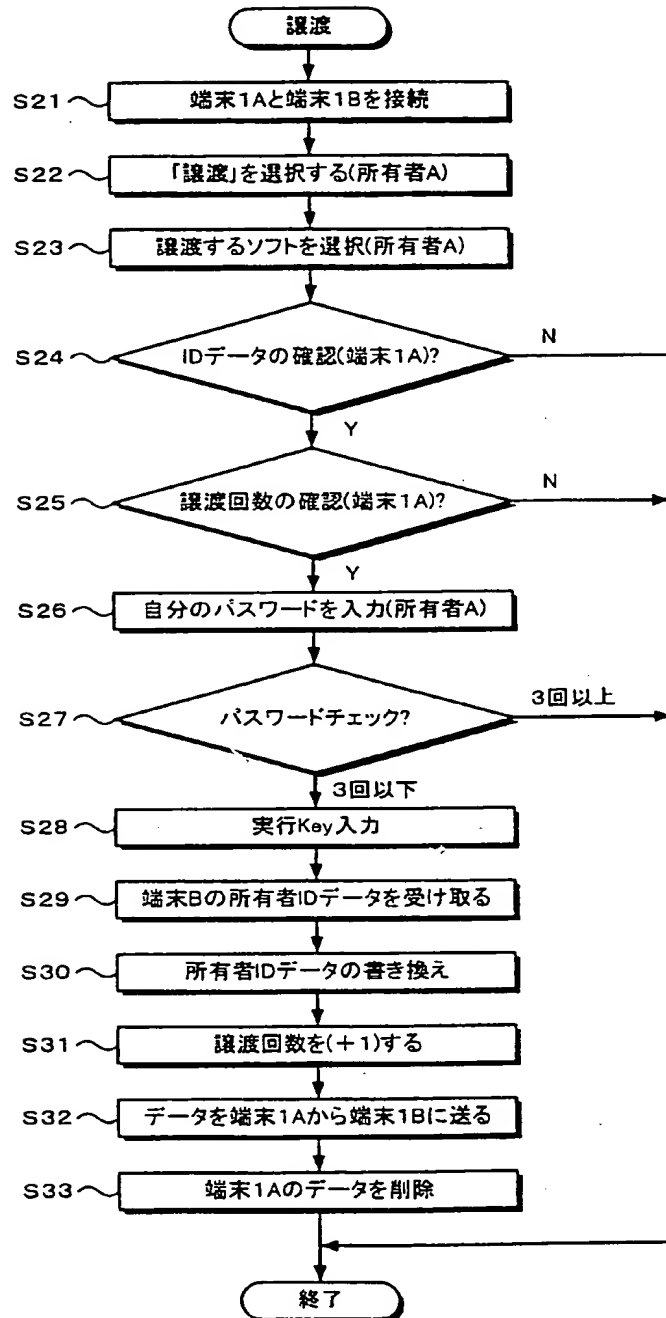 譲渡
S21 端末1Aと端末1Bを接続
S22 「譲渡」を選択する(所有者A)
S23 譲渡するソフトを選択(所有者A)
S24 IDデータの確認(端末1A)? N
Y
S25 譲渡回数の確認(端末1A)? N
Y
S26 自分のパスワードを入力(所有者A)
S27 パスワードチェック? 3回以上
3回以下
S28 実行Key入力
S29 端末Bの所有者IDデータを受け取る
S30 所有者IDデータの書き換え
S31 譲渡回数を(+1)する
S32 データを端末1Aから端末1Bに送る
S33 端末1Aのデータを削除
終了